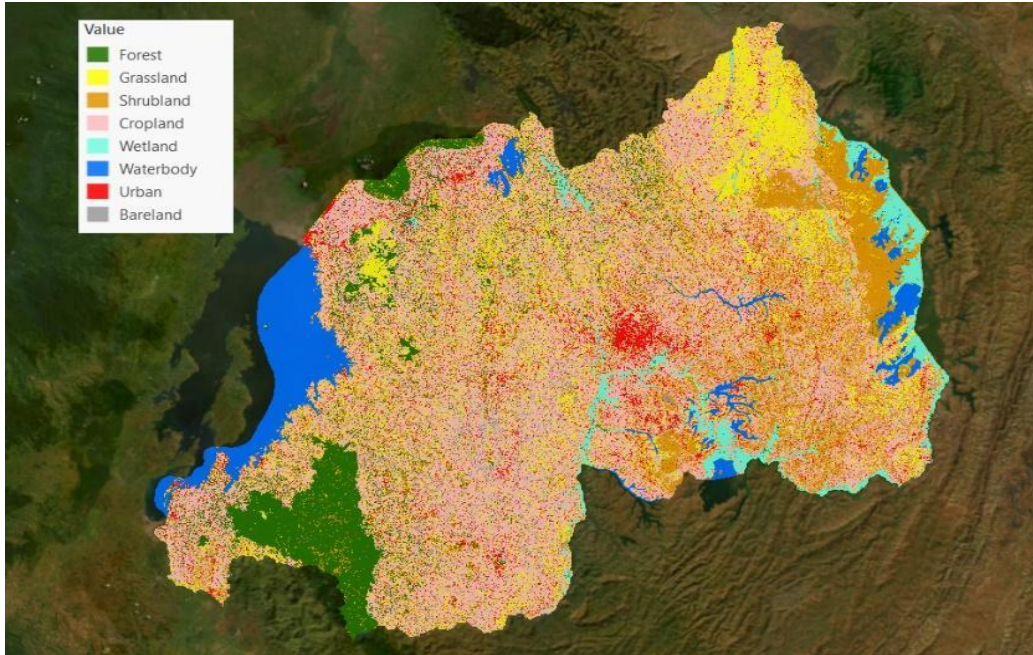 Value
Forest
Grassland
Shrubland
Cropland
Wetland
Waterbody
Urban
Bareland